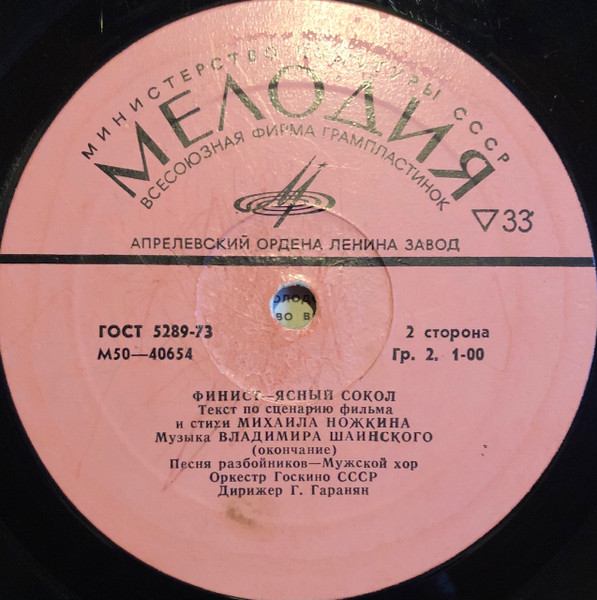 МИНИСТЕРСТВО КУЛЬТУРЫ СССР
МЕЛОДИЯ
ВСЕСОЮЗНАЯ ФИРМА ГРАМПЛАСТИНОК
33
АПРЕЛЕВСКИЙ ОРДЕНА ЛЕНИНА ЗАВОД
ГОСТ 5289-73
2 сторона
М50—40654
Гр. 2. 1-00
ФИНИСТ—ЯСНЫЙ СОКОЛ
Текст по сценарию фильма
и стихи МИХАИЛА НОЖКИНА
Музыка ВЛАДИМИРА ШАИНСКОГО
(окончание)
Песня разбойников—Мужской хор
Оркестр Госкино СССР
Дирижер Г. Гаранян